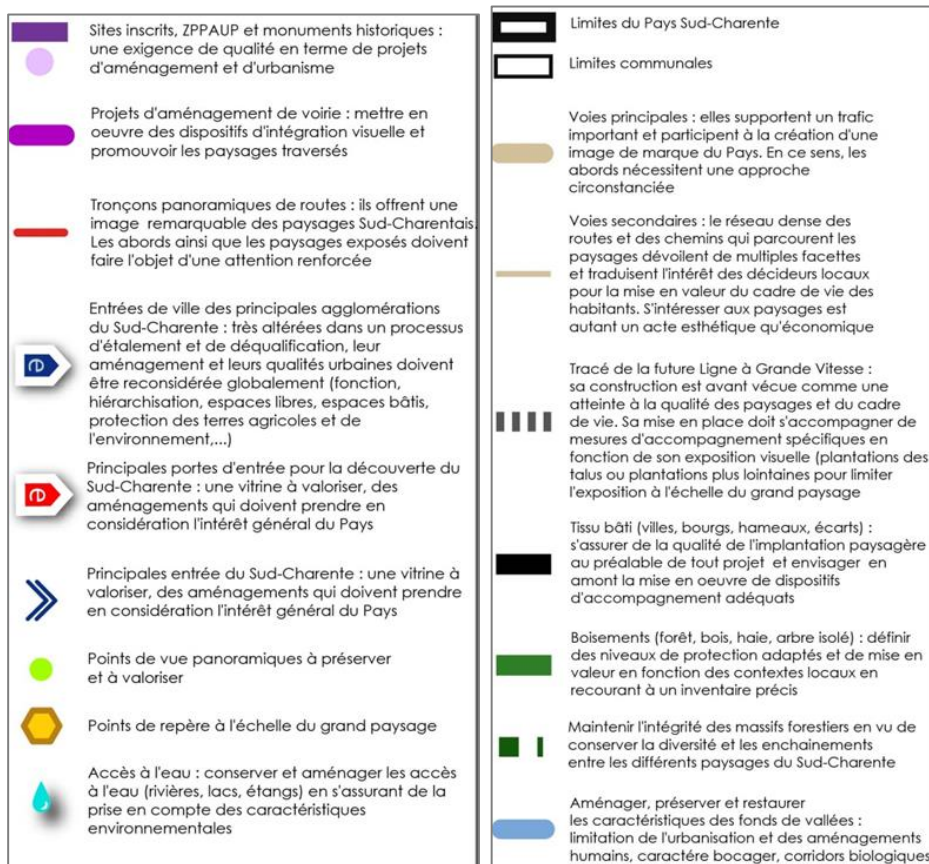 Sites inscrits, ZPPAUP et monuments historiques :
une exigence de qualité en terme de projets
d'aménagement et d'urbanisme
Projets d'aménagement de voirie : mettre en
oeuvre des dispositifs d'intégration visuelle et
promouvoir les paysages traversés
Tronçons panoramiques de routes : ils offrent une
image remarquable des paysages Sud-Charentais.
Les abords ainsi que les paysages exposés doivent
faire l'objet d'une attention renforcée
Entrées de ville des principales agglomérations
du Sud-Charente : très altérées dans un processus
d'étalement et de déqualification, leur
aménagement et leurs qualités urbaines doivent
être reconsidérée globalement (fonction,
hiérarchisation, espaces libres, espaces bâtis,
protection des terres agricoles et de
l'environnement,...)
e
Principales portes d'entrée pour la découverte du
Sud-Charente : une vitrine à valoriser, des
aménagements qui doivent prendre en
considération l'intérêt général du Pays
e
Principales entrée du Sud-Charente : une vitrine à
valoriser, des aménagements qui doivent prendre
en considération l'intérêt général du Pays
Points de vue panoramiques à préserver
et à valoriser
Points de repère à l'échelle du grand paysage
Accès à l'eau : conserver et aménager les accès
à l'eau (rivières, lacs, étangs) en s'assurant de la
prise en compte des caractéristiques
environnementales
Limites du Pays Sud-Charente
Limites communales
Voies principales : elles supportent un trafic
important et participent à la création d'une
image de marque du Pays. En ce sens, les
abords nécessitent une approche
circonstanciée
Voies secondaires : le réseau dense des
routes et des chemins qui parcourent les
paysages dévoilent de multiples facettes
et traduisent l'intérêt des décideurs locaux
pour la mise en valeur du cadre de vie des
habitants. S'intéresser aux paysages est
autant un acte esthétique qu'économique
Tracé de la future Ligne à Grande Vitesse :
sa construction est avant vécue comme une
atteinte à la qualité des paysages et du cadre
de vie. Sa mise en place doit s'accompagner de
mesures d'accompagnement spécifiques en
fonction de son exposition visuelle (plantations des
talus ou plantations plus lointaines pour limiter
l'exposition à l'échelle du grand paysage
Tissu bâti (villes, bourgs, hameaux, écarts) :
s'assurer de la qualité de l'implantation paysagère
au préalable de tout projet et envisager en
amont la mise en oeuvre de dispositifs
d'accompagnement adéquats
Boisements (forêt, bois, haie, arbre isolé) : définir
des niveaux de protection adaptés et de mise en
valeur en fonction des contextes locaux en
recourant à un inventaire précis
Maintenir l'intégrité des massifs forestiers en vu de
conserver la diversité et les enchainements
entre les différents paysages du Sud-Charente
Aménager, préserver et restaurer
les caractéristiques des fonds de vallées :
limitation de l'urbanisation et des aménagements
humains, caractére bocager, corridors biologiques